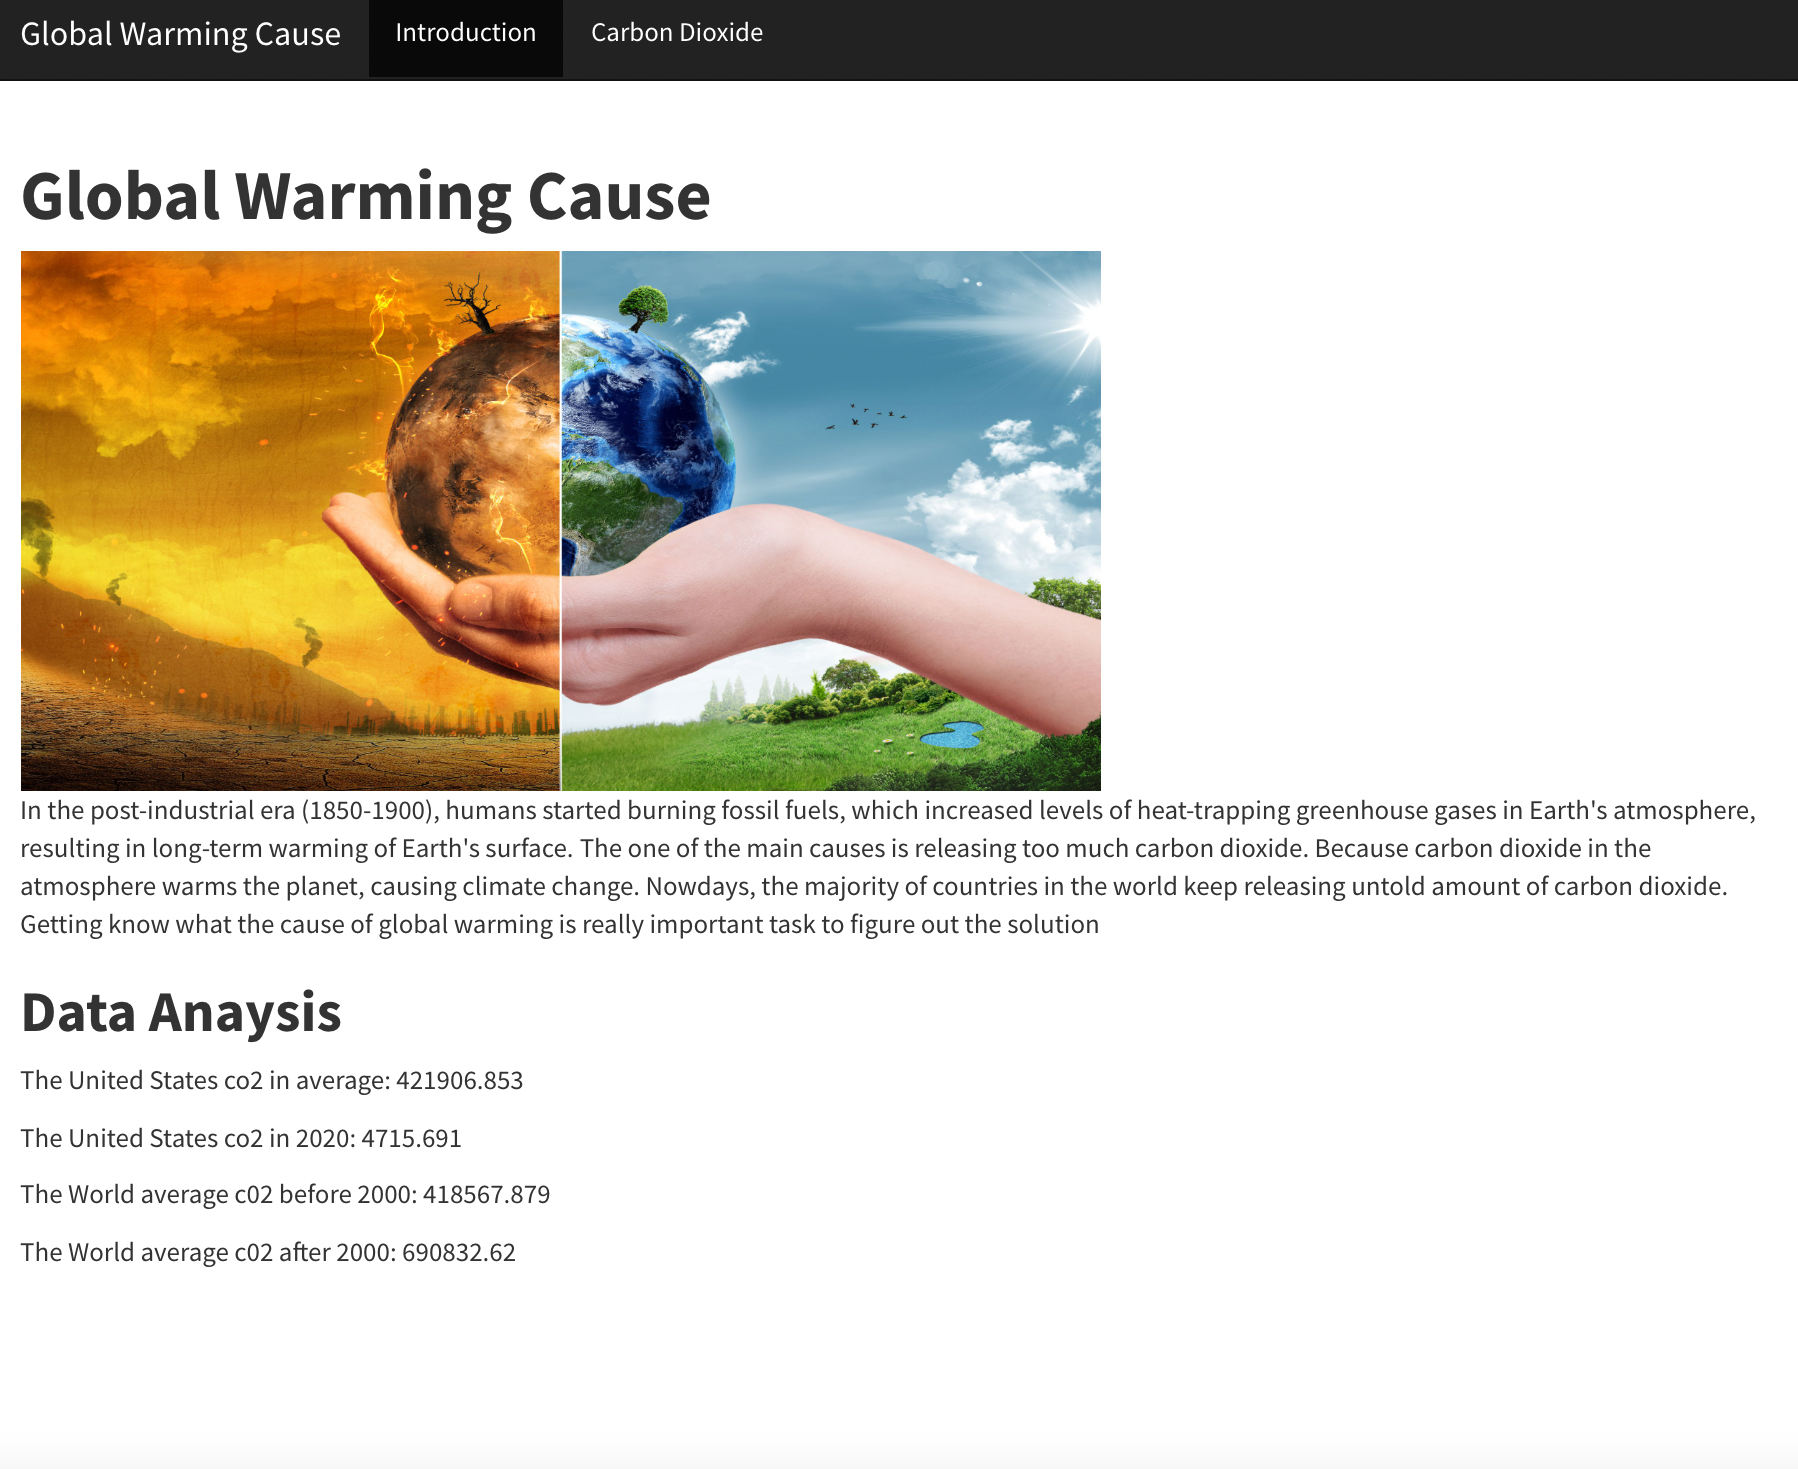 Global Warming Cause Introduction Carbon Dioxide
Global Warming Cause
In the post-industrial era (1850-1900), humans started burning fossil fuels, which increased levels of heat-trapping greenhouse gases in Earth's atmosphere,
resulting in long-term warming of Earth's surface. The one of the main causes is releasing too much carbon dioxide. Because carbon dioxide in the
atmosphere warms the planet, causing climate change. Nowdays, the majority of countries in the world keep releasing untold amount of carbon dioxide.
Getting know what the cause of global warming is really important task to figure out the solution
Data Anaysis
The United States co2 in average: 421906.853
The United States co2 in 2020: 4715.691
The World average c02 before 2000: 418567.879
The World average c02 after 2000: 690832.62